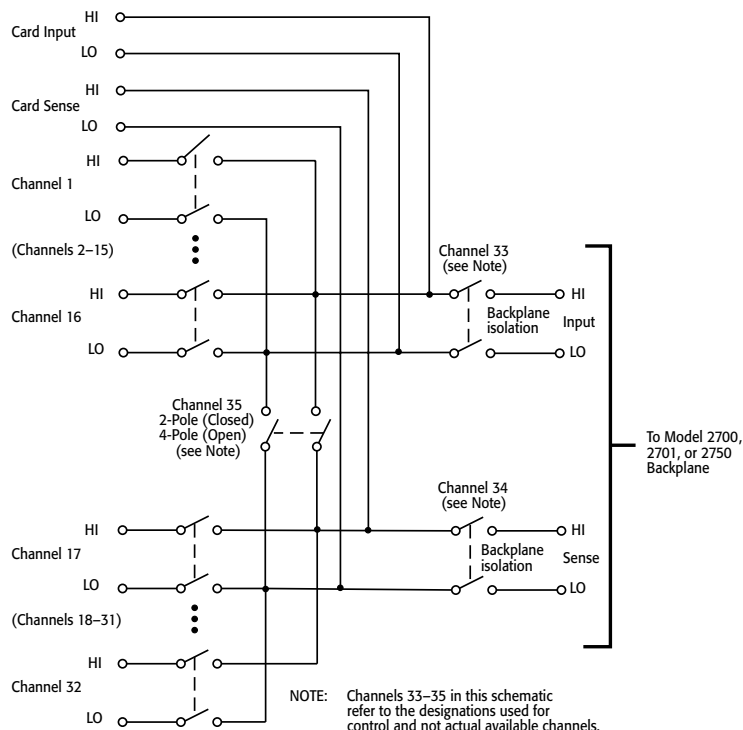 HI
Card Input
LO
HI
Card Sense
LO
HI
Channel 1
LO
(Channels 2–15)
HI
Channel 16
LO
Channel 33
(see Note)
Backplane
isolation
HI
Input
LO
Channel 35
2-Pole (Closed)
4-Pole (Open)
(see Note)
To Model 2700,
2701, or 2750
Backplane
Channel 34
(see Note)
HI
Channel 17
LO
Backplane
isolation
HI
Sense
LO
(Channels 18–31)
HI
Channel 32
LO
NOTE: Channels 33–35 in this schematic
refer to the designations used for
control and not actual available channels.